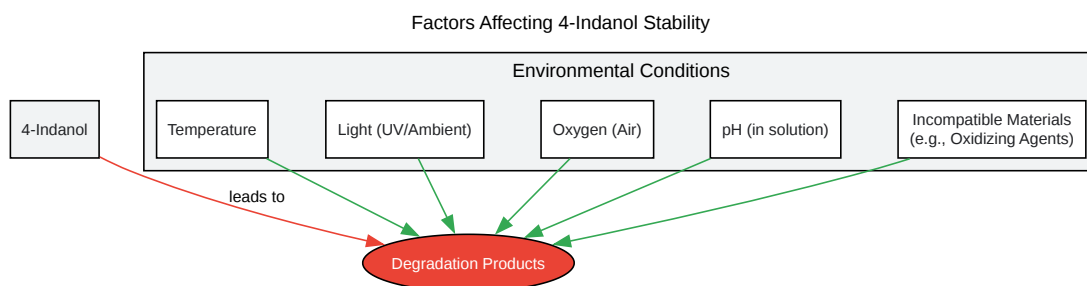 Factors Affecting 4-Indanol Stability
Environmental Conditions
4-Indanol
Temperature
Light (UV/Ambient)
Oxygen (Air)
pH (in solution)
Incompatible Materials
(e.g., Oxidizing Agents)
leads to
Degradation Products